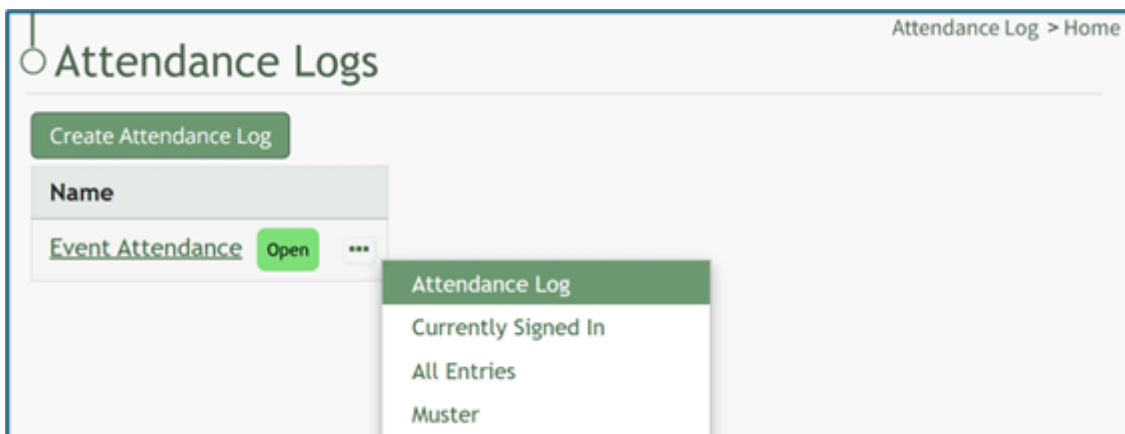 Attendance Log > Home
Attendance Logs
Create Attendance Log
Name
Event Attendance Open •••
Attendance Log
Currently Signed In
All Entries
Muster